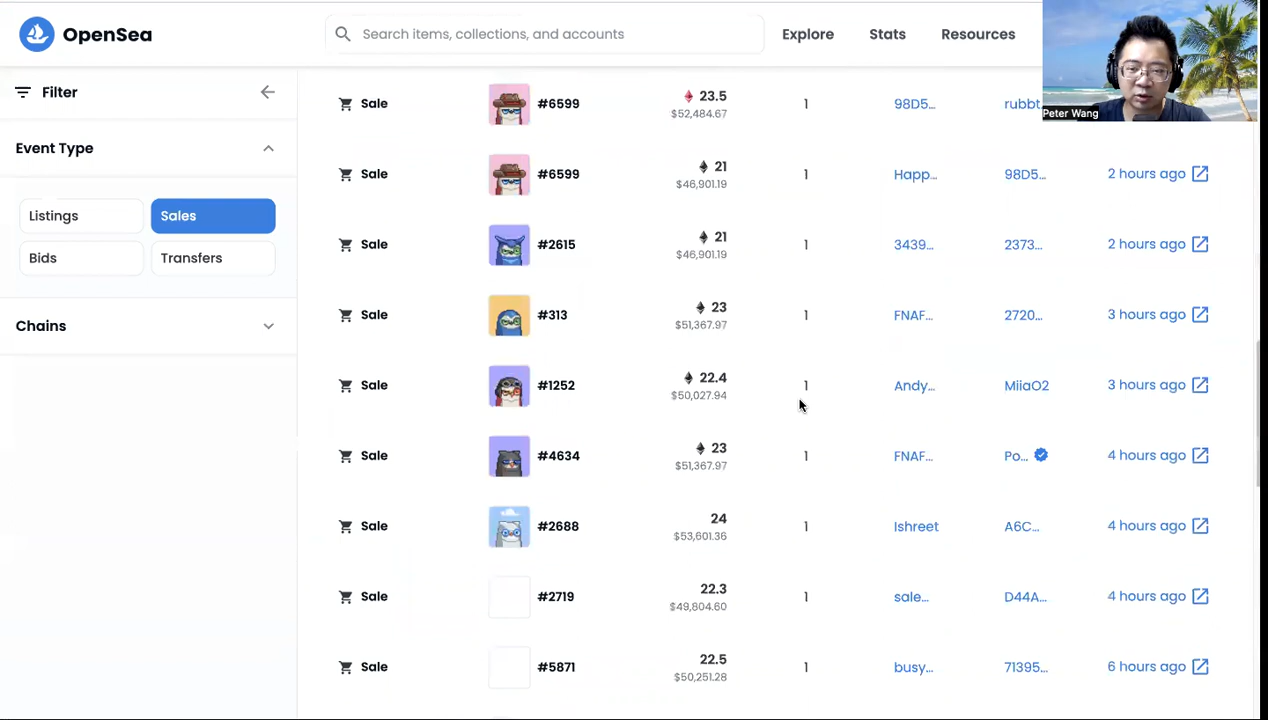 OpenSea
Search items, collections, and accounts
Explore
Stats
Resources
Peter Wang
Filter
Event Type
Listings
Sales
Bids
Transfers
Chains
Sale #6599 23.5 1 98D5... rubbt
$52,484.67
Sale #6599 21 1 Happ... 98D5... 2 hours ago
$46,901.19
Sale #2615 21 1 3439... 2373... 2 hours ago
$46,901.19
Sale #313 23 1 FNAF... 2720... 3 hours ago
$51,367.97
Sale #1252 22.4 1 Andy... MiiaO2 3 hours ago
$50,027.94
Sale #4634 23 1 FNAF... Po... 4 hours ago
$51,367.97
Sale #2688 24 1 Ishreet A6C... 4 hours ago
$53,601.36
Sale #2719 22.3 1 sale... D44A... 4 hours ago
$49,804.60
Sale #5871 22.5 1 busy... 71395... 6 hours ago
$50,251.28